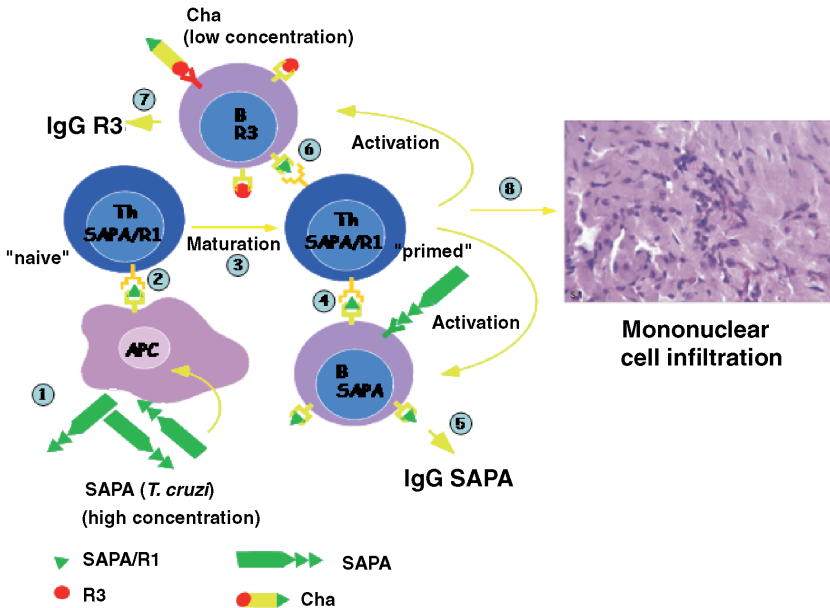 Cha
(low concentration)
7
IgG R3
B
R3
6
Activation
8
Th
SAPA/R1
"naive"
Maturation
3
Th
SAPA/R1
"primed"
2
4
Activation
APC
1
B
SAPA
5
IgG SAPA
Mononuclear
cell infiltration
SAPA (T. cruzi)
(high concentration)
SAPA/R1
SAPA
R3
Cha